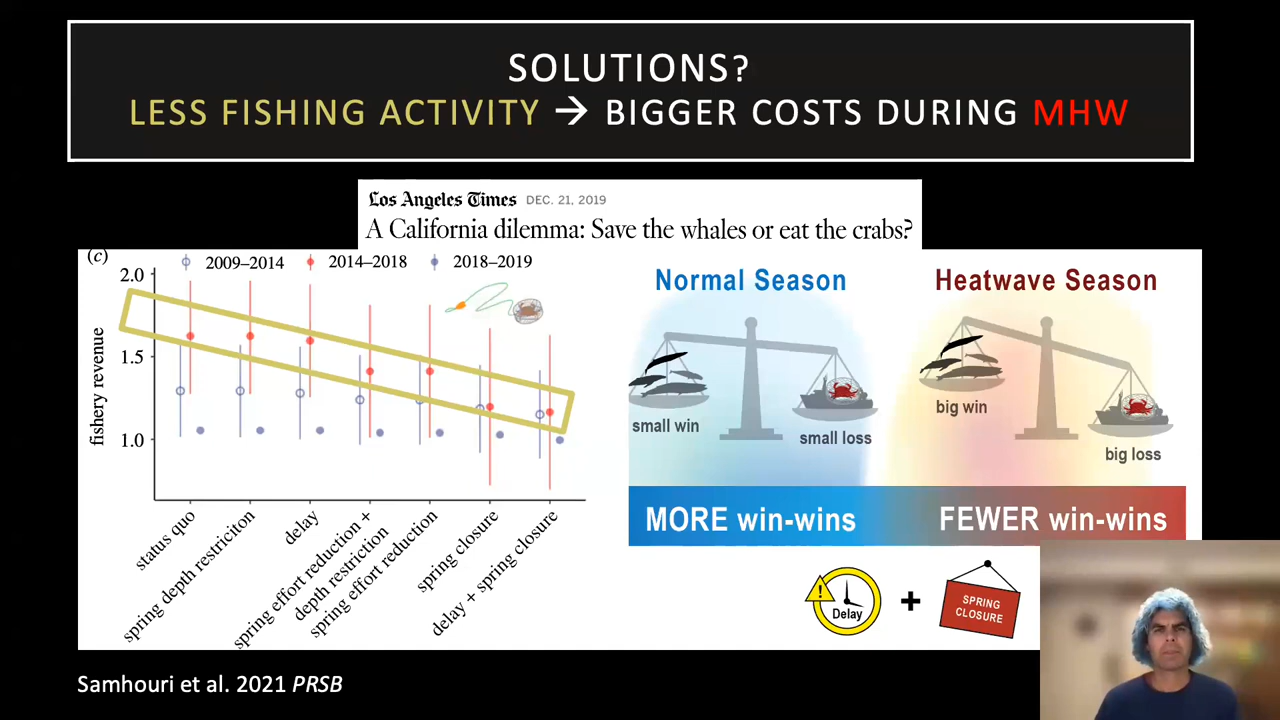 SOLUTIONS?
LESS FISHING ACTIVITY → BIGGER COSTS DURING MHW
Los Angeles Times DEC. 21, 2019
A California dilemma: Save the whales or eat the crabs?
(c)
2009–2014 2014–2018 2018–2019
2.0
1.5
1.0
fishery revenue
status quo
spring depth restriciton
delay
spring effort reduction +
depth restriction
spring effort reduction
spring closure
delay + spring closure
Normal Season
small win
small loss
Heatwave Season
big win
big loss
MORE win-wins
FEWER win-wins
!
Delay
+
SPRING
CLOSURE
Samhouri et al. 2021 PRSB